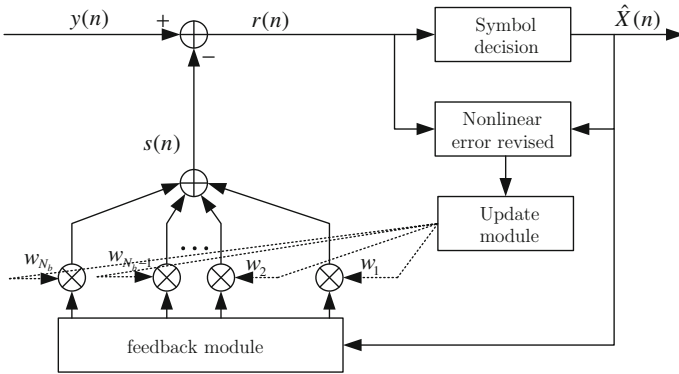 y(n)
+
r(n)
Symbol
decision
X̂(n)
−
s(n)
Nonlinear
error revised
Update
module
...
w_{N_b}
w_{N_b−1}
w_2
w_1
feedback module